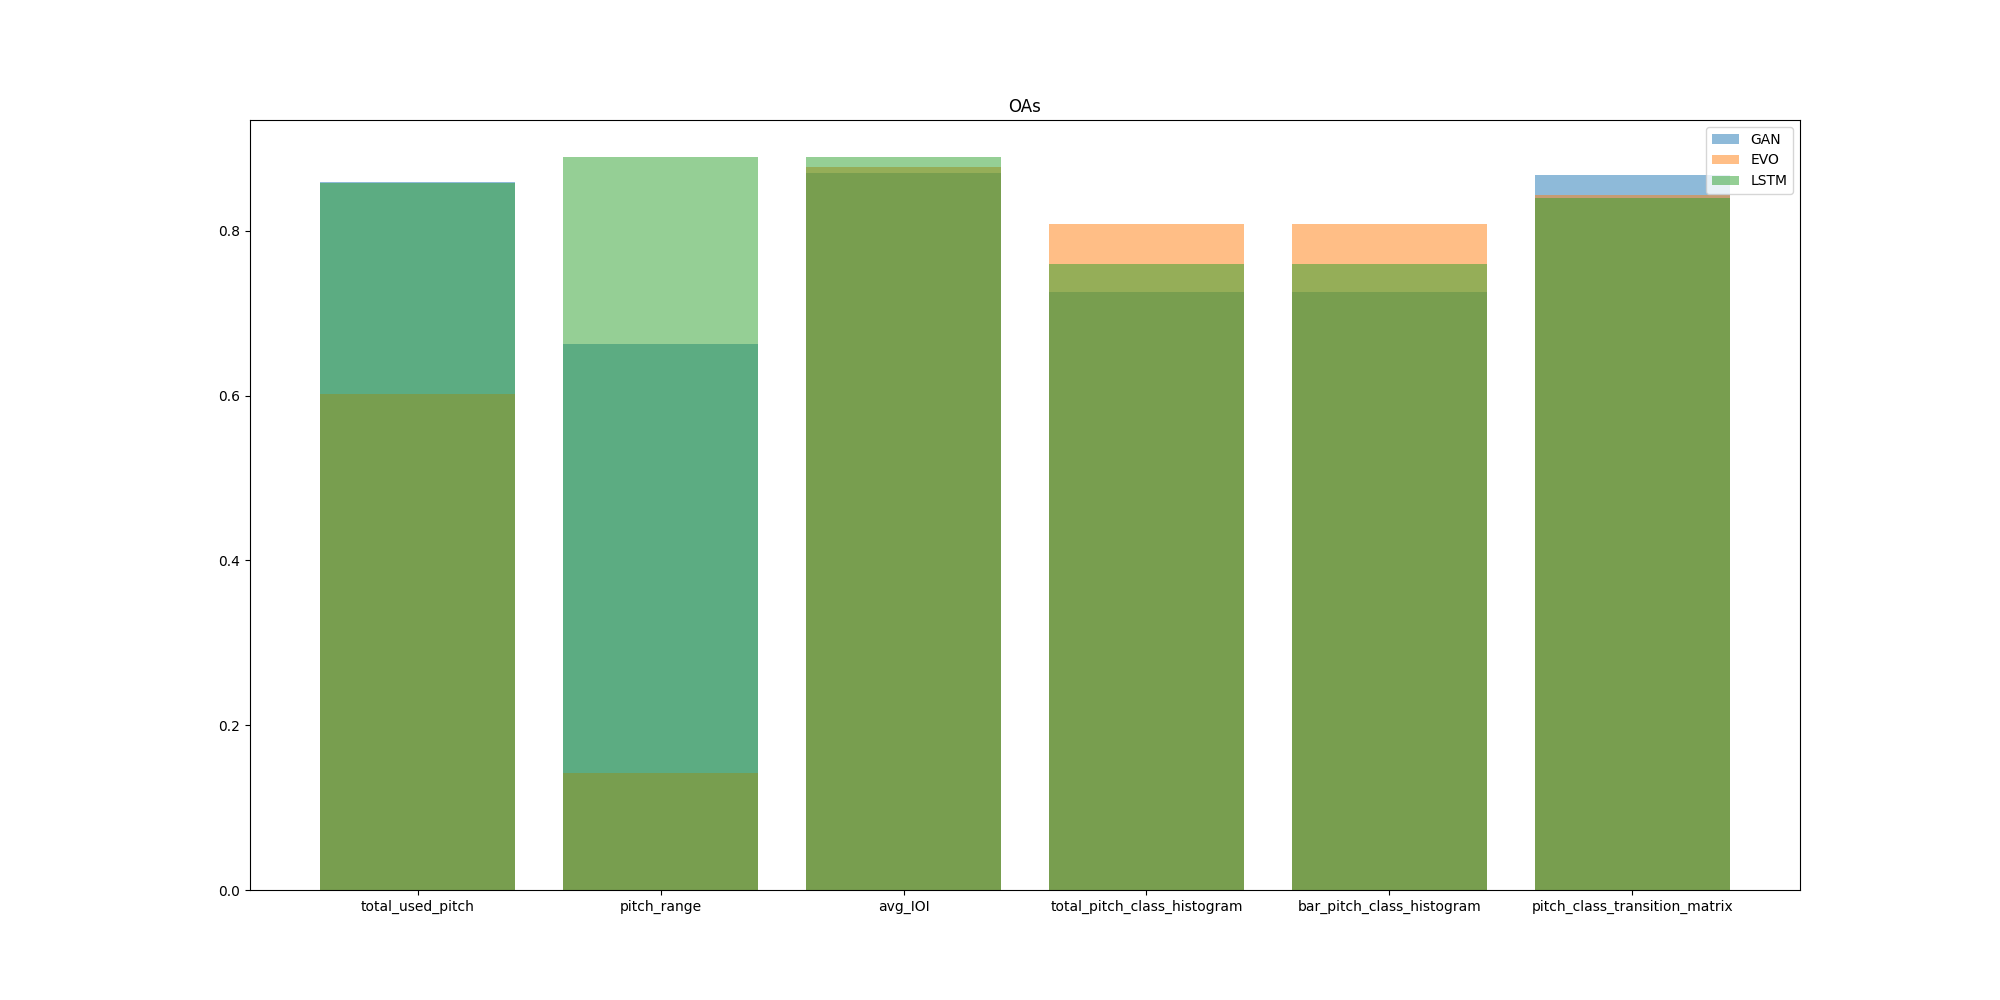 OAs
GAN
EVO
LSTM
0.8
0.6
0.4
0.2
0.0
total_used_pitch
pitch_range
avg_IOI
total_pitch_class_histogram
bar_pitch_class_histogram
pitch_class_transition_matrix